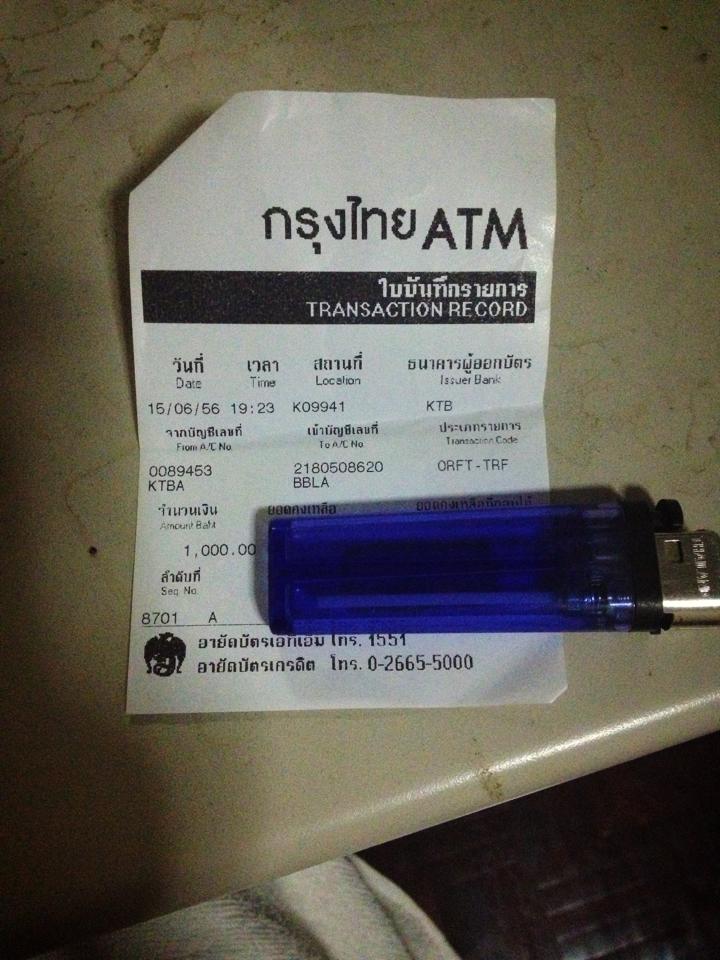 กรุงไทย ATM
ใบบันทึกรายการ
TRANSACTION RECORD
วันที่ เวลา สถานที่ ธนาคารผู้ออกบัตร
Date Time Location Issuer Bank
15/06/56 19:23 K09941 KTB
จากบัญชีเลขที่ เข้าบัญชีเลขที่ ประเภทรายการ
From A/C No. To A/C No. Transaction Code
0089453 2180508620 ORFT-TRF
KTBA BBLA
จำนวนเงิน ยอดคงเหลือ
Amount Baht
1,000.00
ลำดับที่
Seq. No.
8701 A
อายัดบัตรเอทีเอ็ม โทร. 1551
อายัดบัตรเครดิต โทร. 0-2665-5000